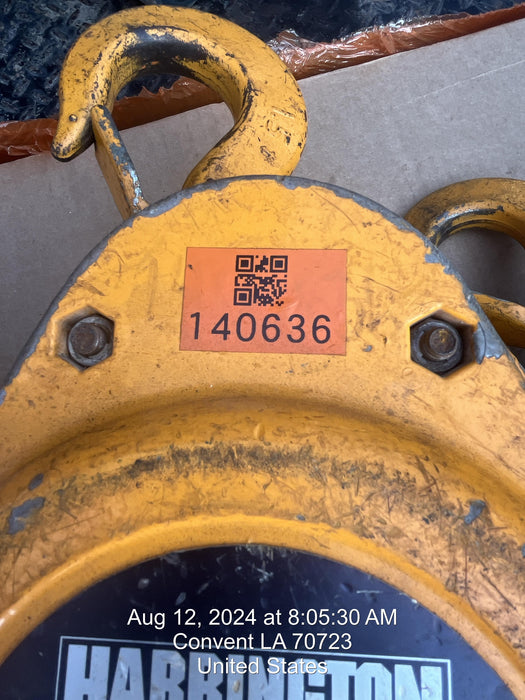 140636
Aug 12, 2024 at 8:05:30 AM
Convent LA 70723
United States
HARRINGTON